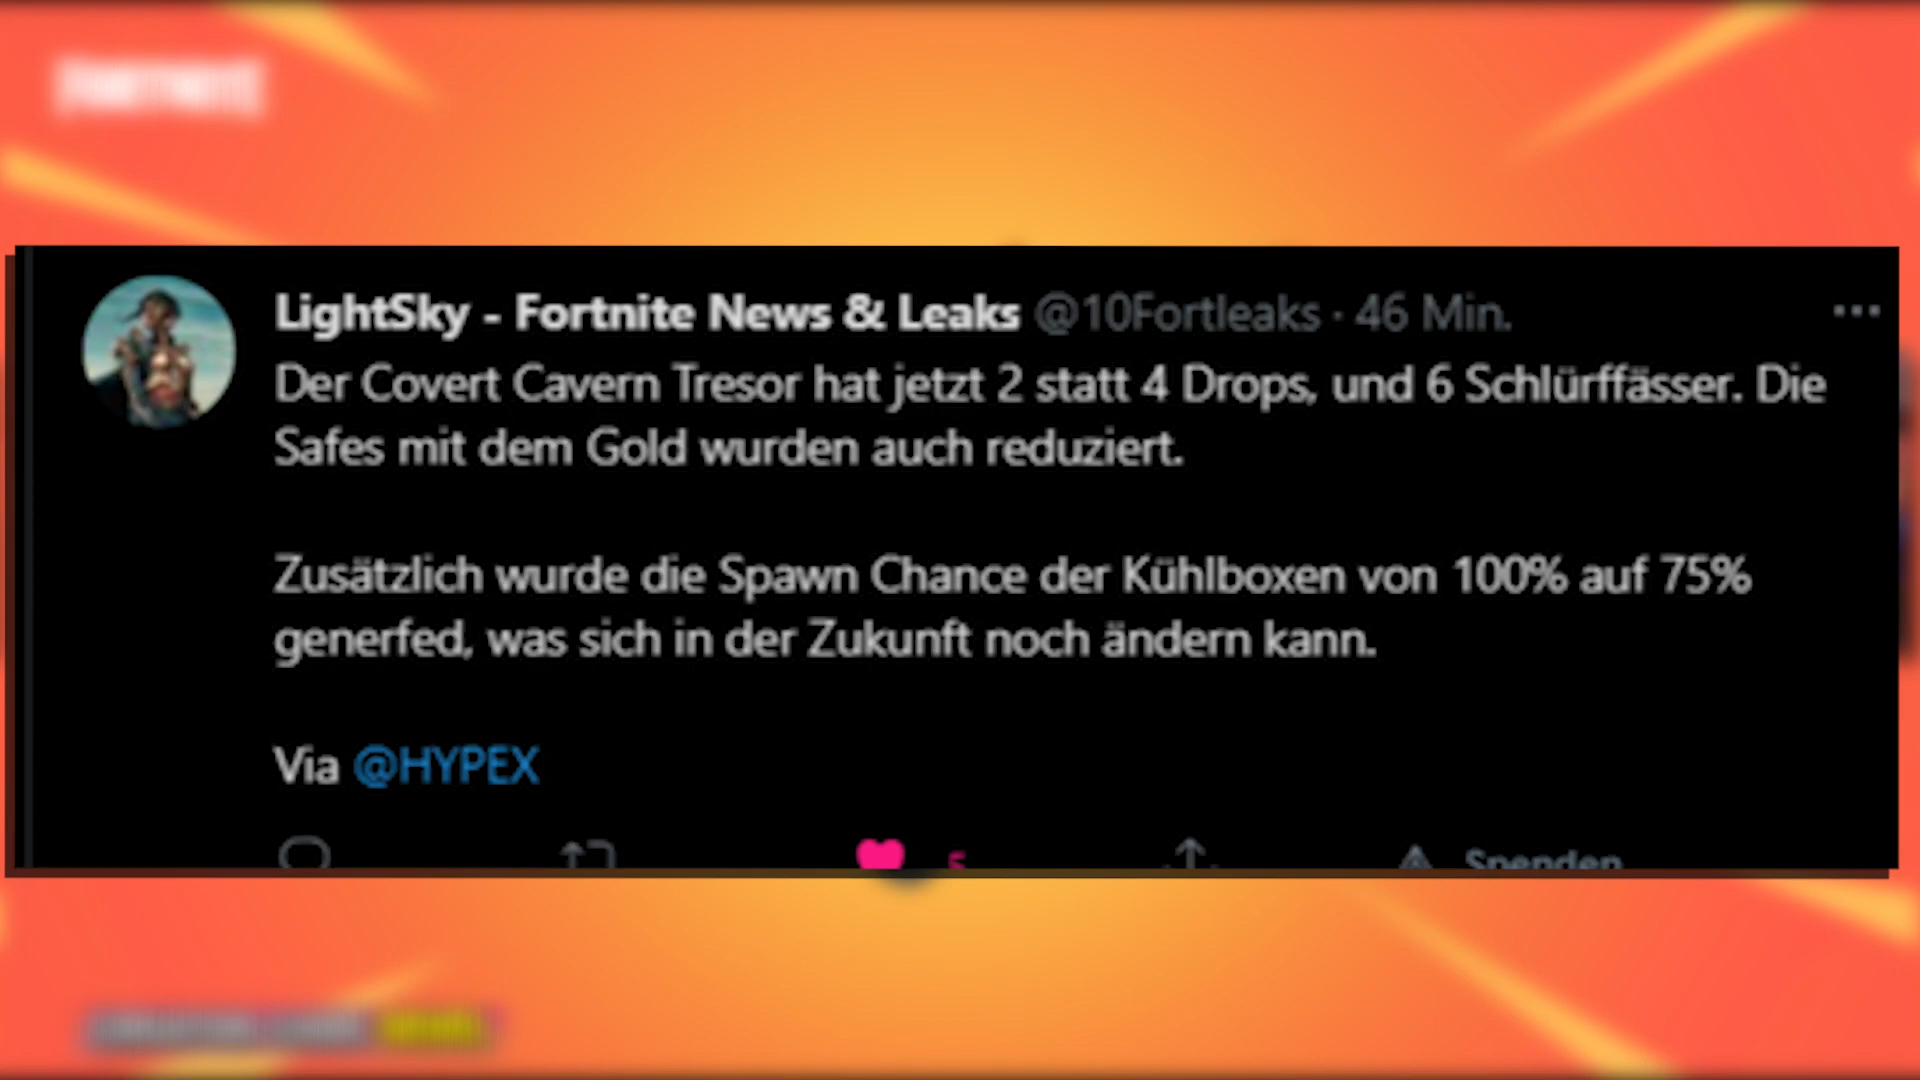 LightSky - Fortnite News & Leaks @10Fortleaks · 46 Min.
Der Covert Cavern Tresor hat jetzt 2 statt 4 Drops, und 6 Schlürffässer. Die
Safes mit dem Gold wurden auch reduziert.
Zusätzlich wurde die Spawn Chance der Kühlboxen von 100% auf 75%
generfed, was sich in der Zukunft noch ändern kann.
Via @HYPEX
5 Spenden